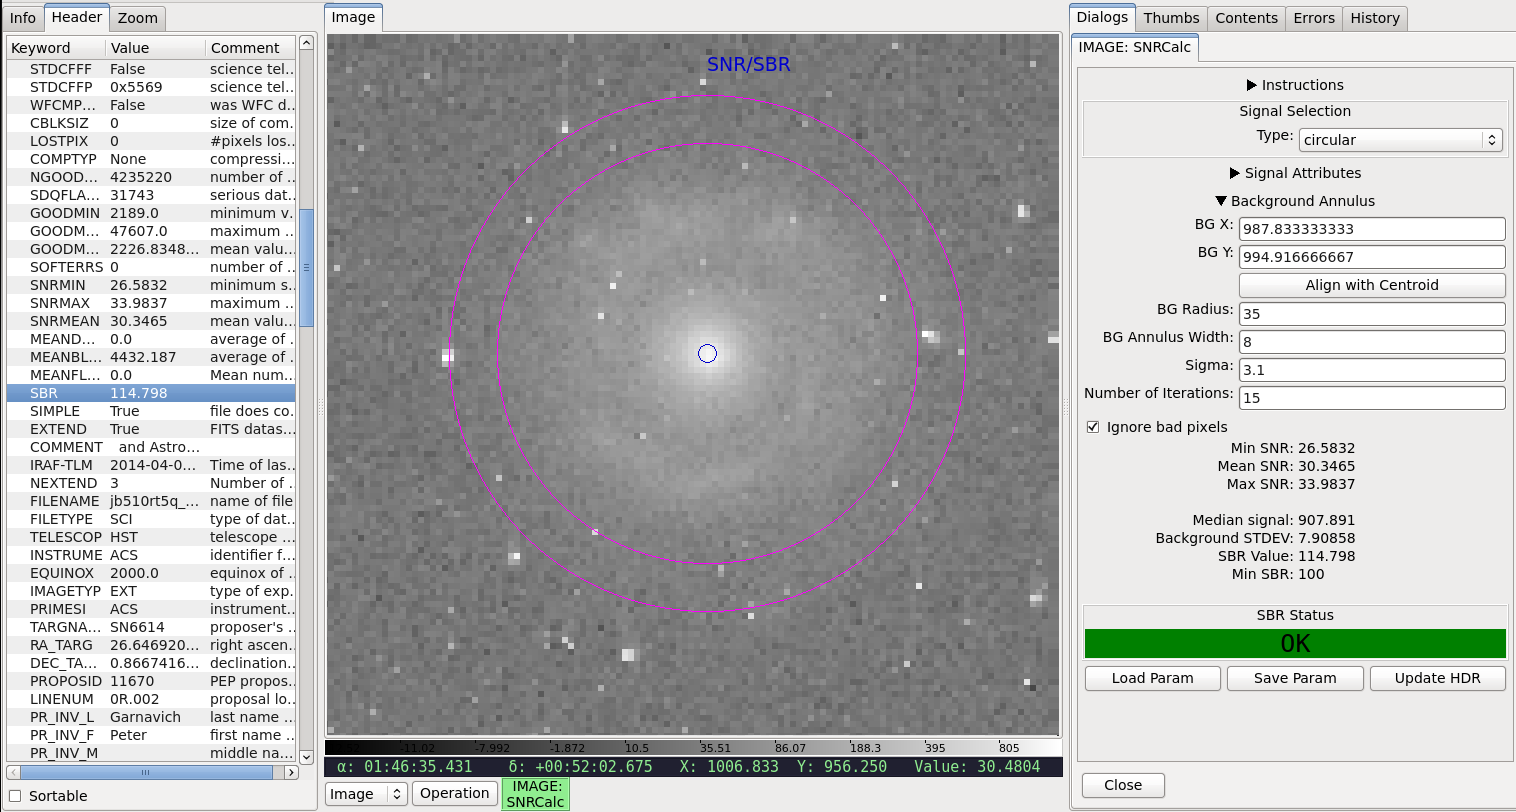 Info Header Zoom
Keyword Value Comment
STDCFFF False science tel...
STDCFFP 0x5569 science tel...
WFCMP... False was WFC d...
CBLKSIZ 0 size of com...
LOSTPIX 0 #pixels los...
COMPTYP None compressi...
NGOOD... 4235220 number of ...
SDQFLA... 31743 serious dat...
GOODMIN 2189.0 minimum v...
GOODM... 47607.0 maximum ...
GOODM... 2226.8348... mean valu...
SOFTERRS 0 number of ...
SNRMIN 26.5832 minimum s...
SNRMAX 33.9837 maximum ...
SNRMEAN 30.3465 mean valu...
MEAND... 0.0 average of ...
MEANBL... 4432.187 average of ...
MEANFL... 0.0 Mean num...
SBR 114.798
SIMPLE True file does co...
EXTEND True FITS datas...
COMMENT and Astro...
IRAF-TLM 2014-04-0... Time of las...
NEXTEND 3 Number of ...
FILENAME jb510rt5q_... name of file
FILETYPE SCI type of dat...
TELESCOP HST telescope ...
INSTRUME ACS identifier f...
EQUINOX 2000.0 equinox of ...
IMAGETYP EXT type of exp...
PRIMESI ACS instrument...
TARGNA... SN6614 proposer's ...
RA_TARG 26.646920... right ascen...
DEC_TA... 0.8667416... declination...
PROPOSID 11670 PEP propos...
LINENUM 0R.002 proposal lo...
PR_INV_L Garnavich last name ...
PR_INV_F Peter first name ...
PR_INV_M middle na...
Sortable
Image
SNR/SBR
-11.02 -7.992 -1.872 10.5 35.51 86.07 188.3 395 805
α: 01:46:35.431 δ: +00:52:02.675 X: 1006.833 Y: 956.250 Value: 30.4804
Image Operation IMAGE:
SNRCalc
Dialogs Thumbs Contents Errors History
IMAGE: SNRCalc
Instructions
Signal Selection
Type: circular
Signal Attributes
Background Annulus
BG X: 987.833333333
BG Y: 994.916666667
Align with Centroid
BG Radius: 35
BG Annulus Width: 8
Sigma: 3.1
Number of Iterations: 15
Ignore bad pixels
Min SNR: 26.5832
Mean SNR: 30.3465
Max SNR: 33.9837
Median signal: 907.891
Background STDEV: 7.90858
SBR Value: 114.798
Min SBR: 100
SBR Status
OK
Load Param Save Param Update HDR
Close